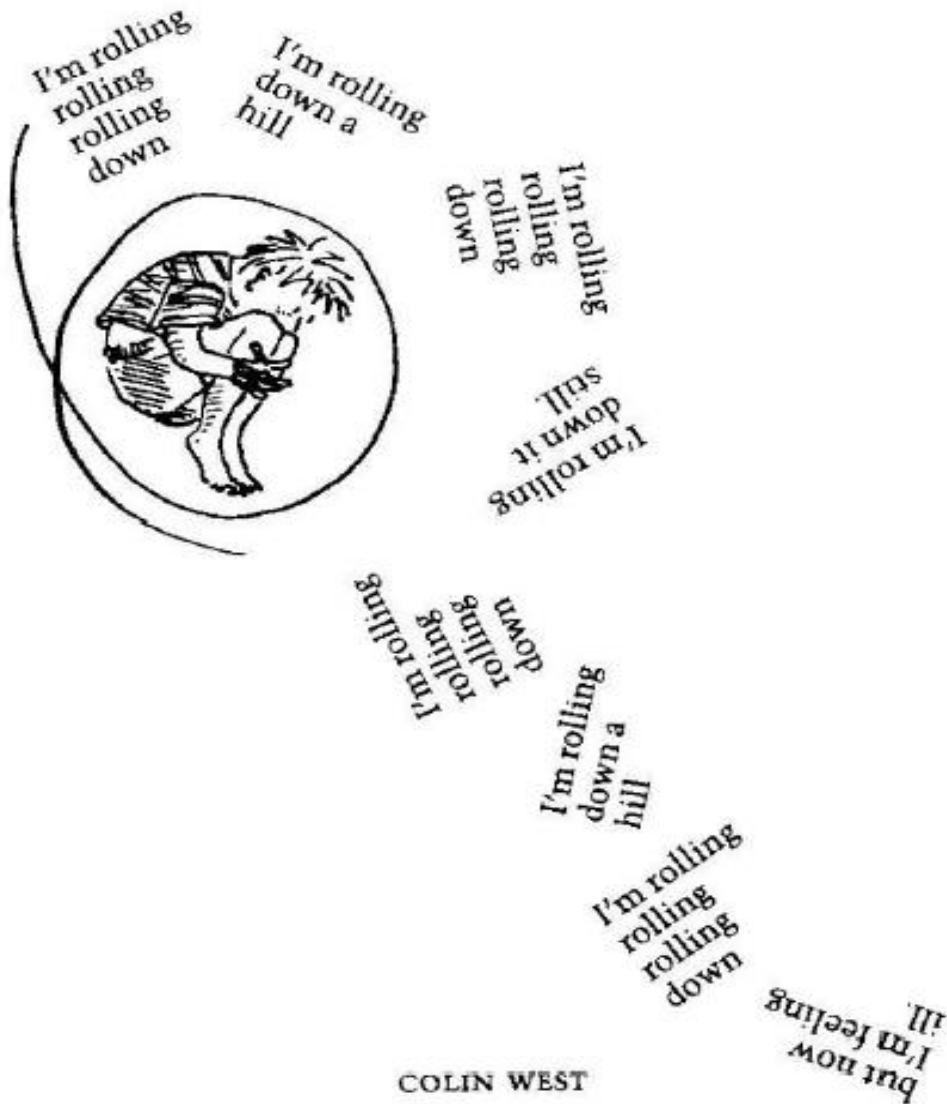 I'm rolling
rolling
rolling
down
I'm rolling
down a
hill
I'm rolling
rolling
rolling
down
I'm rolling
down it
still.
I'm rolling
rolling
rolling
down
I'm rolling
down a
hill
I'm rolling
rolling
rolling
down
but now
I'm feeling
ill.
COLIN WEST